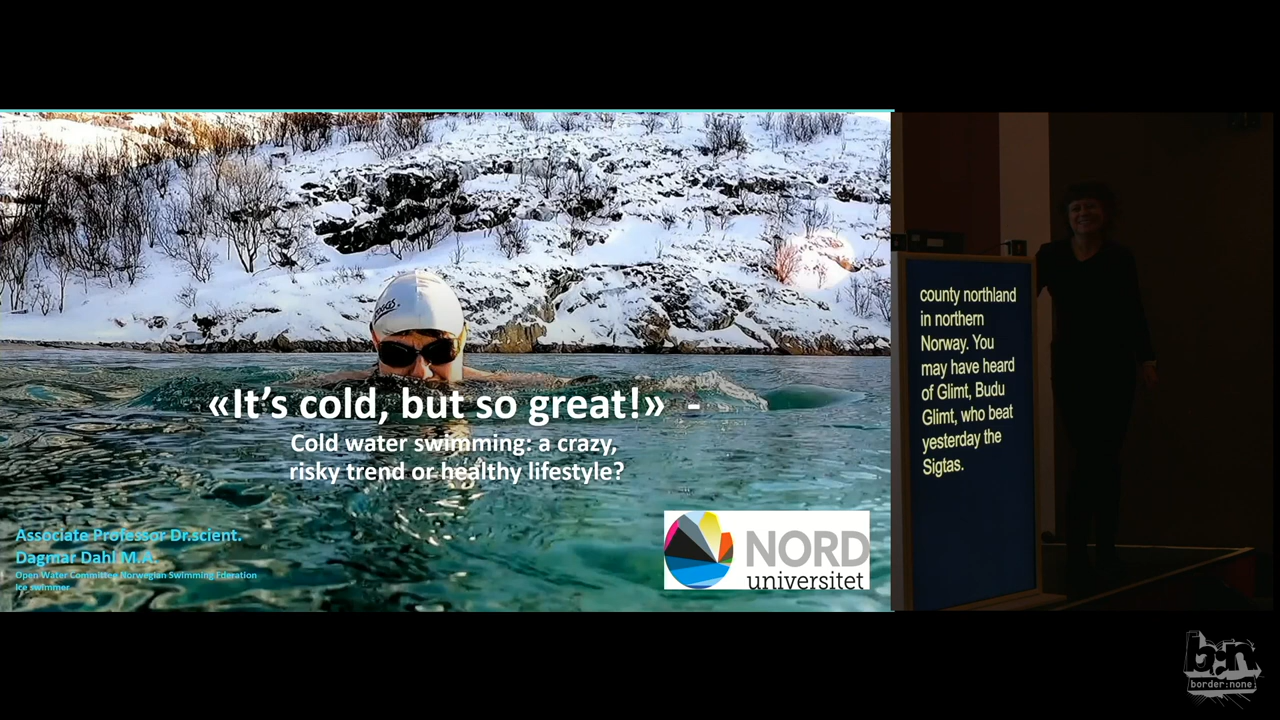 «It's cold, but so great!» -
Cold water swimming: a crazy,
risky trend or healthy lifestyle?
Associate Professor Dr.scient.
Dagmar Dahl M.A.
Open Water Committee Norwegian Swimming Fderation
ice swimmer
NORD
universitet
county northland
in northern
Norway. You
may have heard
of Glimt, Budu
Glimt, who beat
yesterday the
Sigtas.
b:n
border:none